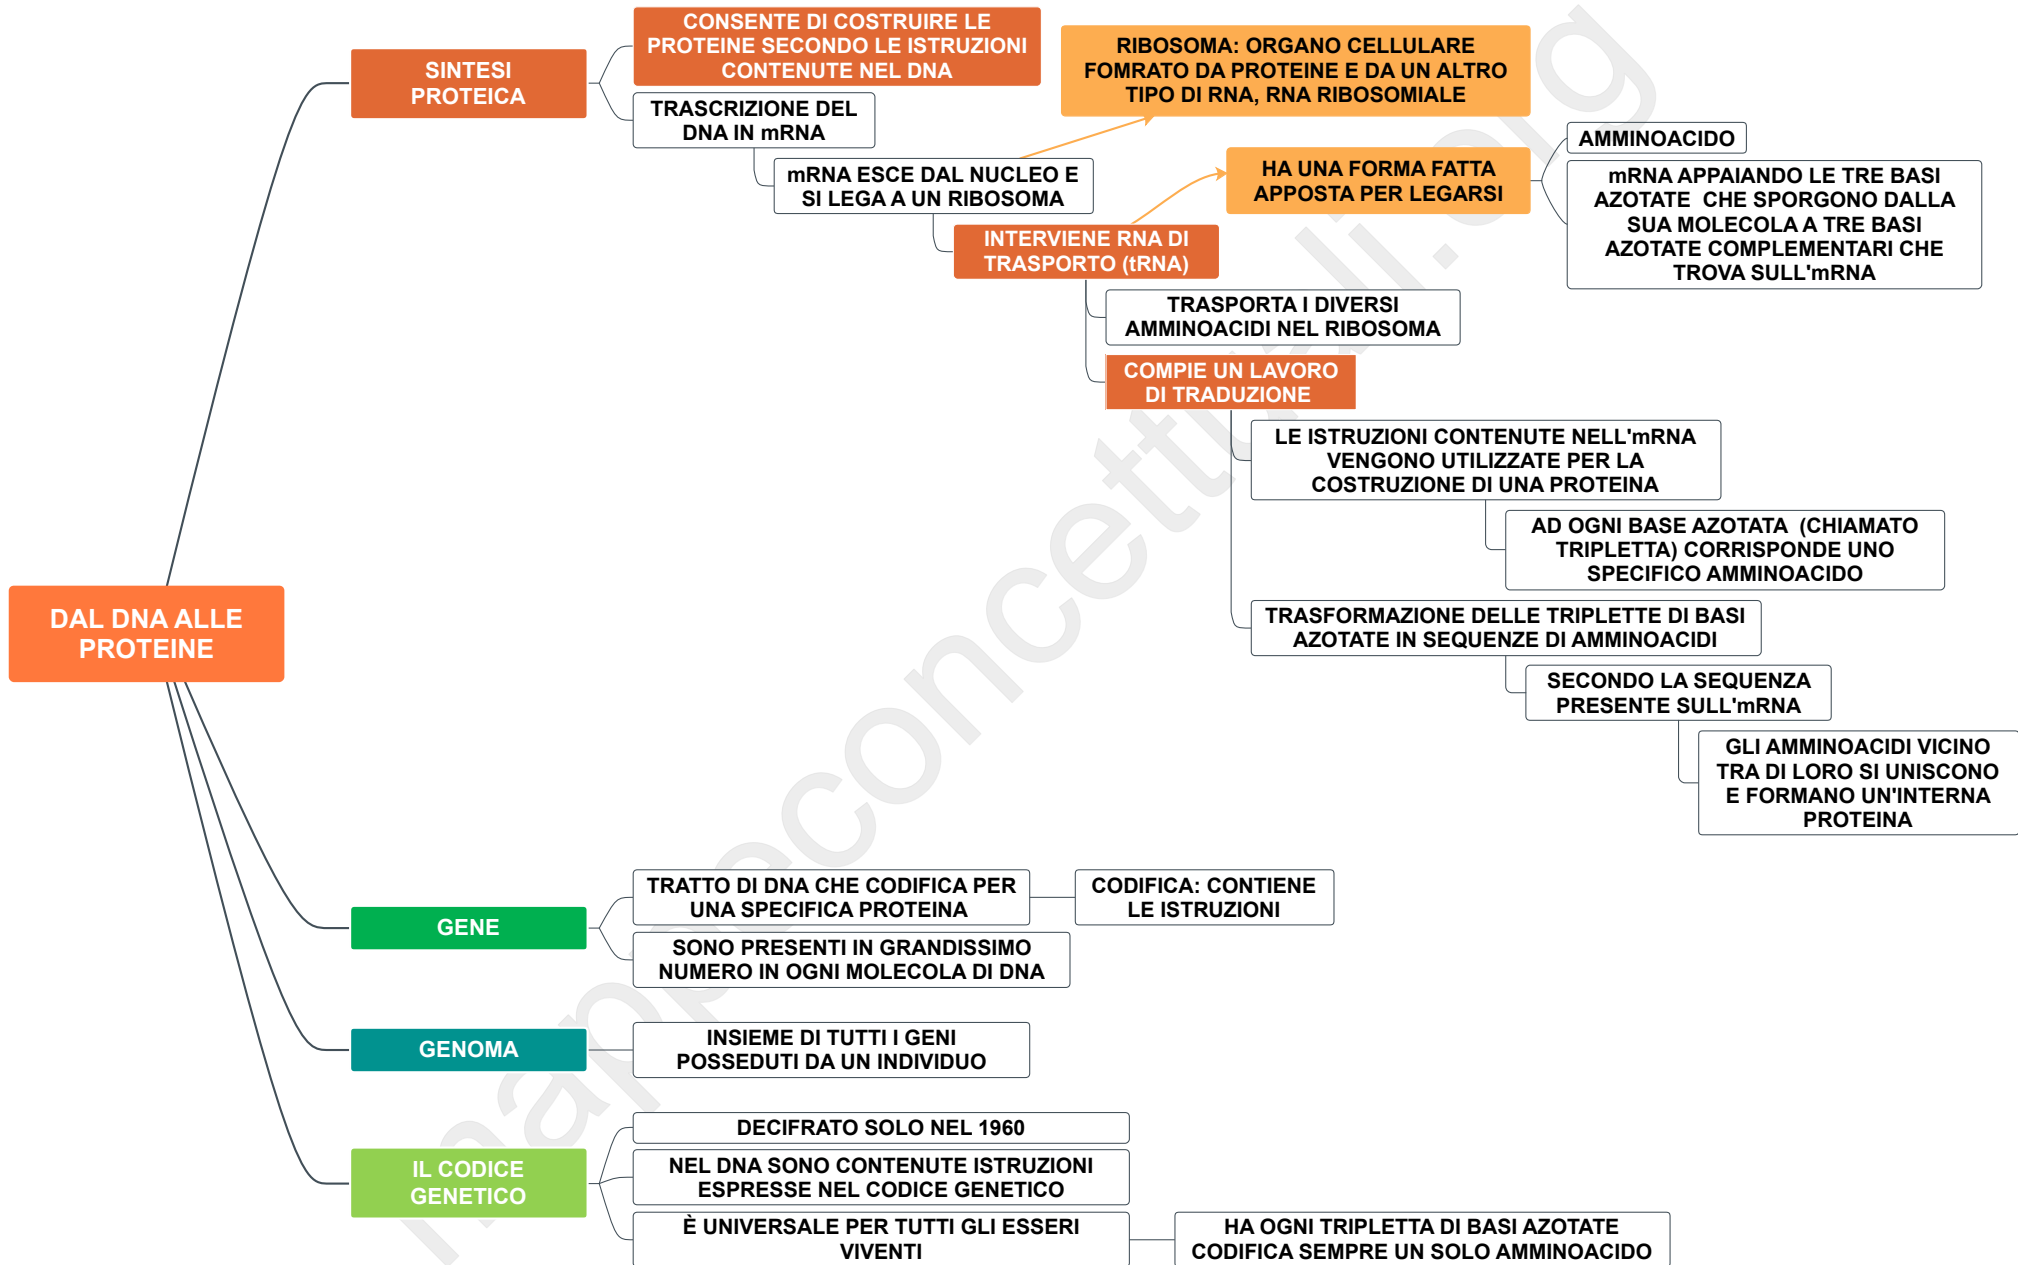 DAL DNA ALLE
PROTEINE
SINTESI
PROTEICA
CONSENTE DI COSTRUIRE LE
PROTEINE SECONDO LE ISTRUZIONI
CONTENUTE NEL DNA
TRASCRIZIONE DEL
DNA IN mRNA
mRNA ESCE DAL NUCLEO E
SI LEGA A UN RIBOSOMA
RIBOSOMA: ORGANO CELLULARE
FOMRATO DA PROTEINE E DA UN ALTRO
TIPO DI RNA, RNA RIBOSOMIALE
INTERVIENE RNA DI
TRASPORTO (tRNA)
HA UNA FORMA FATTA
APPOSTA PER LEGARSI
AMMINOACIDO
mRNA APPAIANDO LE TRE BASI
AZOTATE CHE SPORGONO DALLA
SUA MOLECOLA A TRE BASI
AZOTATE COMPLEMENTARI CHE
TROVA SULL'mRNA
TRASPORTA I DIVERSI
AMMINOACIDI NEL RIBOSOMA
COMPIE UN LAVORO
DI TRADUZIONE
LE ISTRUZIONI CONTENUTE NELL'mRNA
VENGONO UTILIZZATE PER LA
COSTRUZIONE DI UNA PROTEINA
AD OGNI BASE AZOTATA (CHIAMATO
TRIPLETTA) CORRISPONDE UNO
SPECIFICO AMMINOACIDO
TRASFORMAZIONE DELLE TRIPLETTE DI BASI
AZOTATE IN SEQUENZE DI AMMINOACIDI
SECONDO LA SEQUENZA
PRESENTE SULL'mRNA
GLI AMMINOACIDI VICINO
TRA DI LORO SI UNISCONO
E FORMANO UN'INTERNA
PROTEINA
GENE
TRATTO DI DNA CHE CODIFICA PER
UNA SPECIFICA PROTEINA
CODIFICA: CONTIENE
LE ISTRUZIONI
SONO PRESENTI IN GRANDISSIMO
NUMERO IN OGNI MOLECOLA DI DNA
GENOMA
INSIEME DI TUTTI I GENI
POSSEDUTI DA UN INDIVIDUO
IL CODICE
GENETICO
DECIFRATO SOLO NEL 1960
NEL DNA SONO CONTENUTE ISTRUZIONI
ESPRESSE NEL CODICE GENETICO
È UNIVERSALE PER TUTTI GLI ESSERI
VIVENTI
HA OGNI TRIPLETTA DI BASI AZOTATE
CODIFICA SEMPRE UN SOLO AMMINOACIDO
mappeconcettuali.org